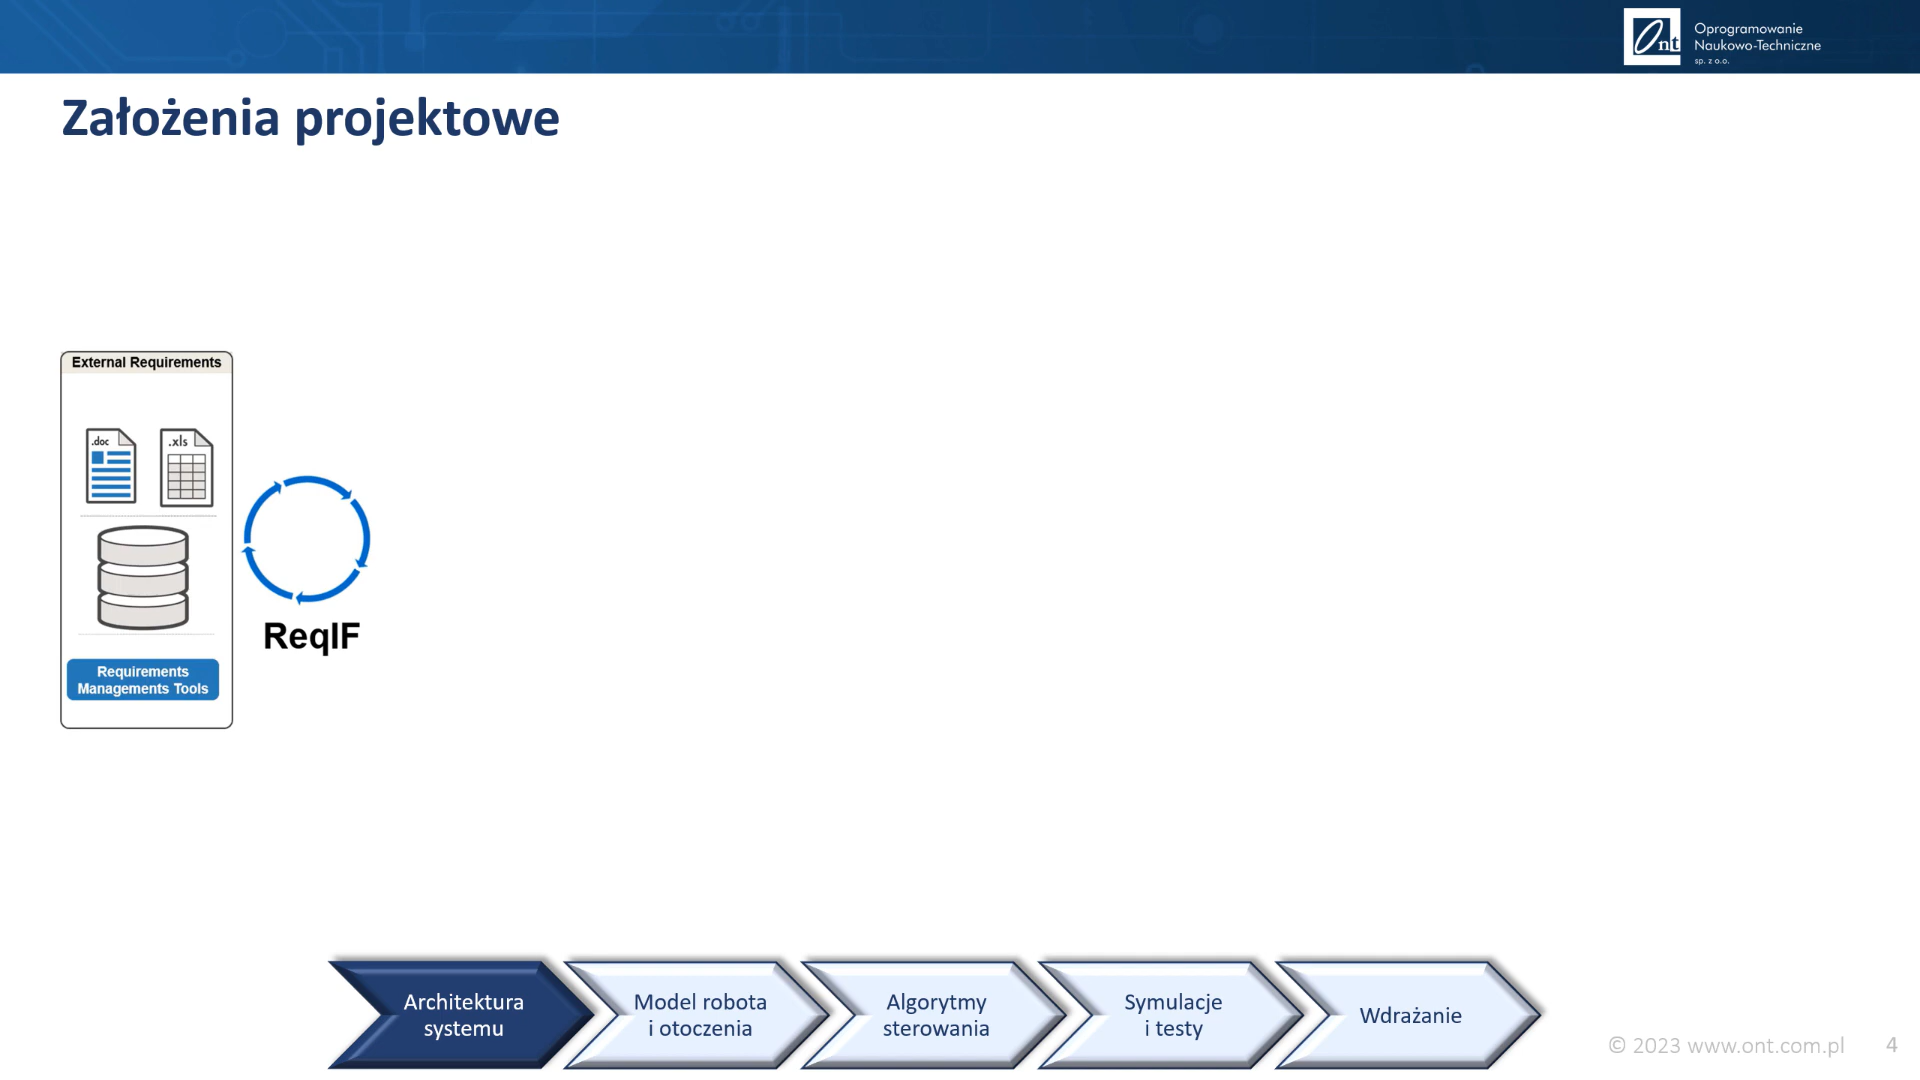 Ont
Oprogramowanie
Naukowo-Techniczne
sp. z o.o.
Założenia projektowe
External Requirements
.doc
.xls
Requirements
Managements Tools
ReqIF
Architektura
systemu
Model robota
i otoczenia
Algorytmy
sterowania
Symulacje
i testy
Wdrażanie
© 2023 www.ont.com.pl
4